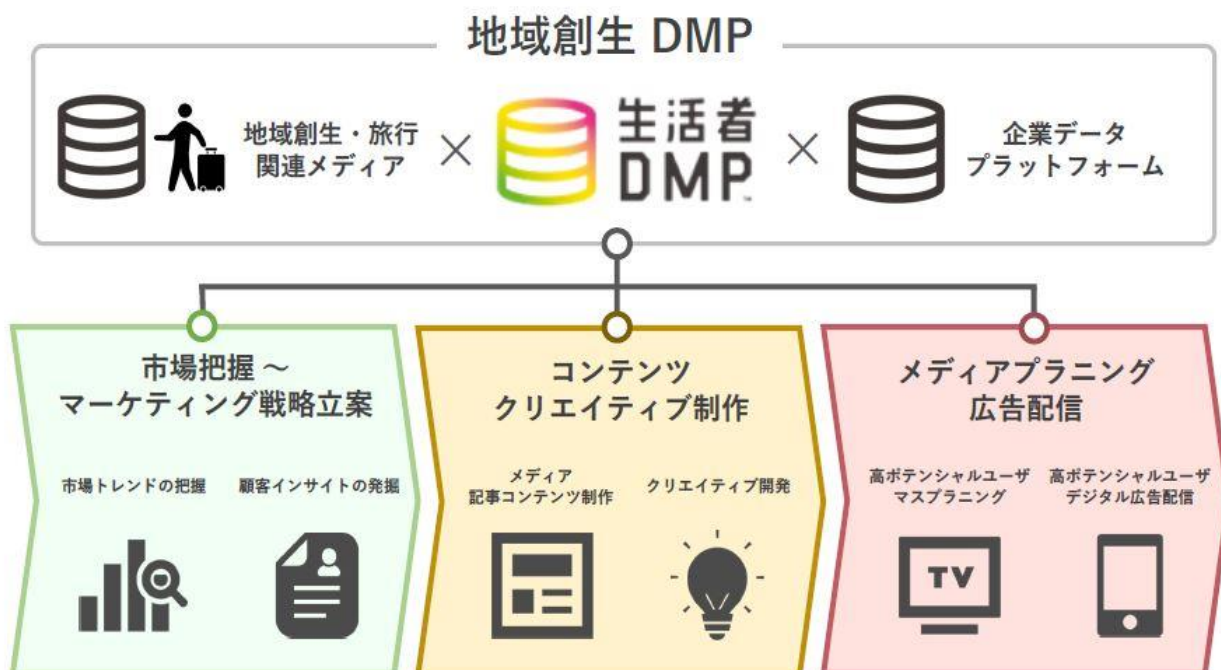 地域創生 DMP
地域創生・旅行
関連メディア
×
生活者
DMP™
×
企業データ
プラットフォーム
市場把握 ～
マーケティング戦略立案
市場トレンドの把握
顧客インサイトの発掘
コンテンツ
クリエイティブ制作
メディア
記事コンテンツ制作
クリエイティブ開発
メディアプラニング
広告配信
高ポテンシャルユーザ
マスプラニング
TV
高ポテンシャルユーザ
デジタル広告配信